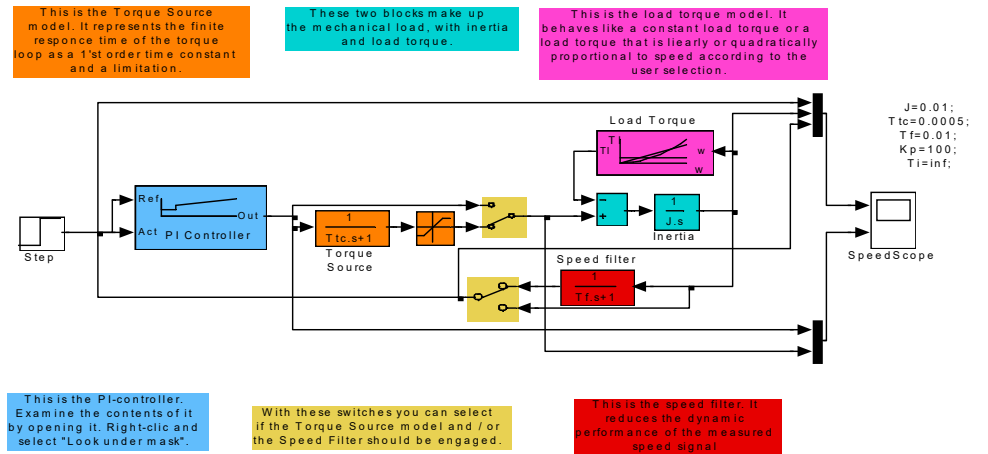 This is the Torque Source
model. It represents the finite
responce time of the torque
loop as a 1'st order time constant
and a limitation.
These two blocks make up
the mechanical load, with inertia
and load torque.
This is the load torque model. It
behaves like a constant load torque or a
load torque that is liearly or quadratically
proportional to speed according to the
user selection.
J=0.01;
Ttc=0.0005;
Tf=0.01;
Kp=100;
Ti=inf;
Load Torque
T
Tl
w
w
Ref
Act
Out
PI Controller
Step
1
Ttc.s+1
Torque
Source
−
+
1
J.s
Inertia
SpeedScope
Speed filter
1
Tf.s+1
This is the PI-controller.
Examine the contents of it
by opening it. Right-clic and
select "Look under mask".
With these switches you can select
if the Torque Source model and / or
the Speed Filter should be engaged.
This is the speed filter. It
reduces the dynamic
performance of the measured
speed signal.